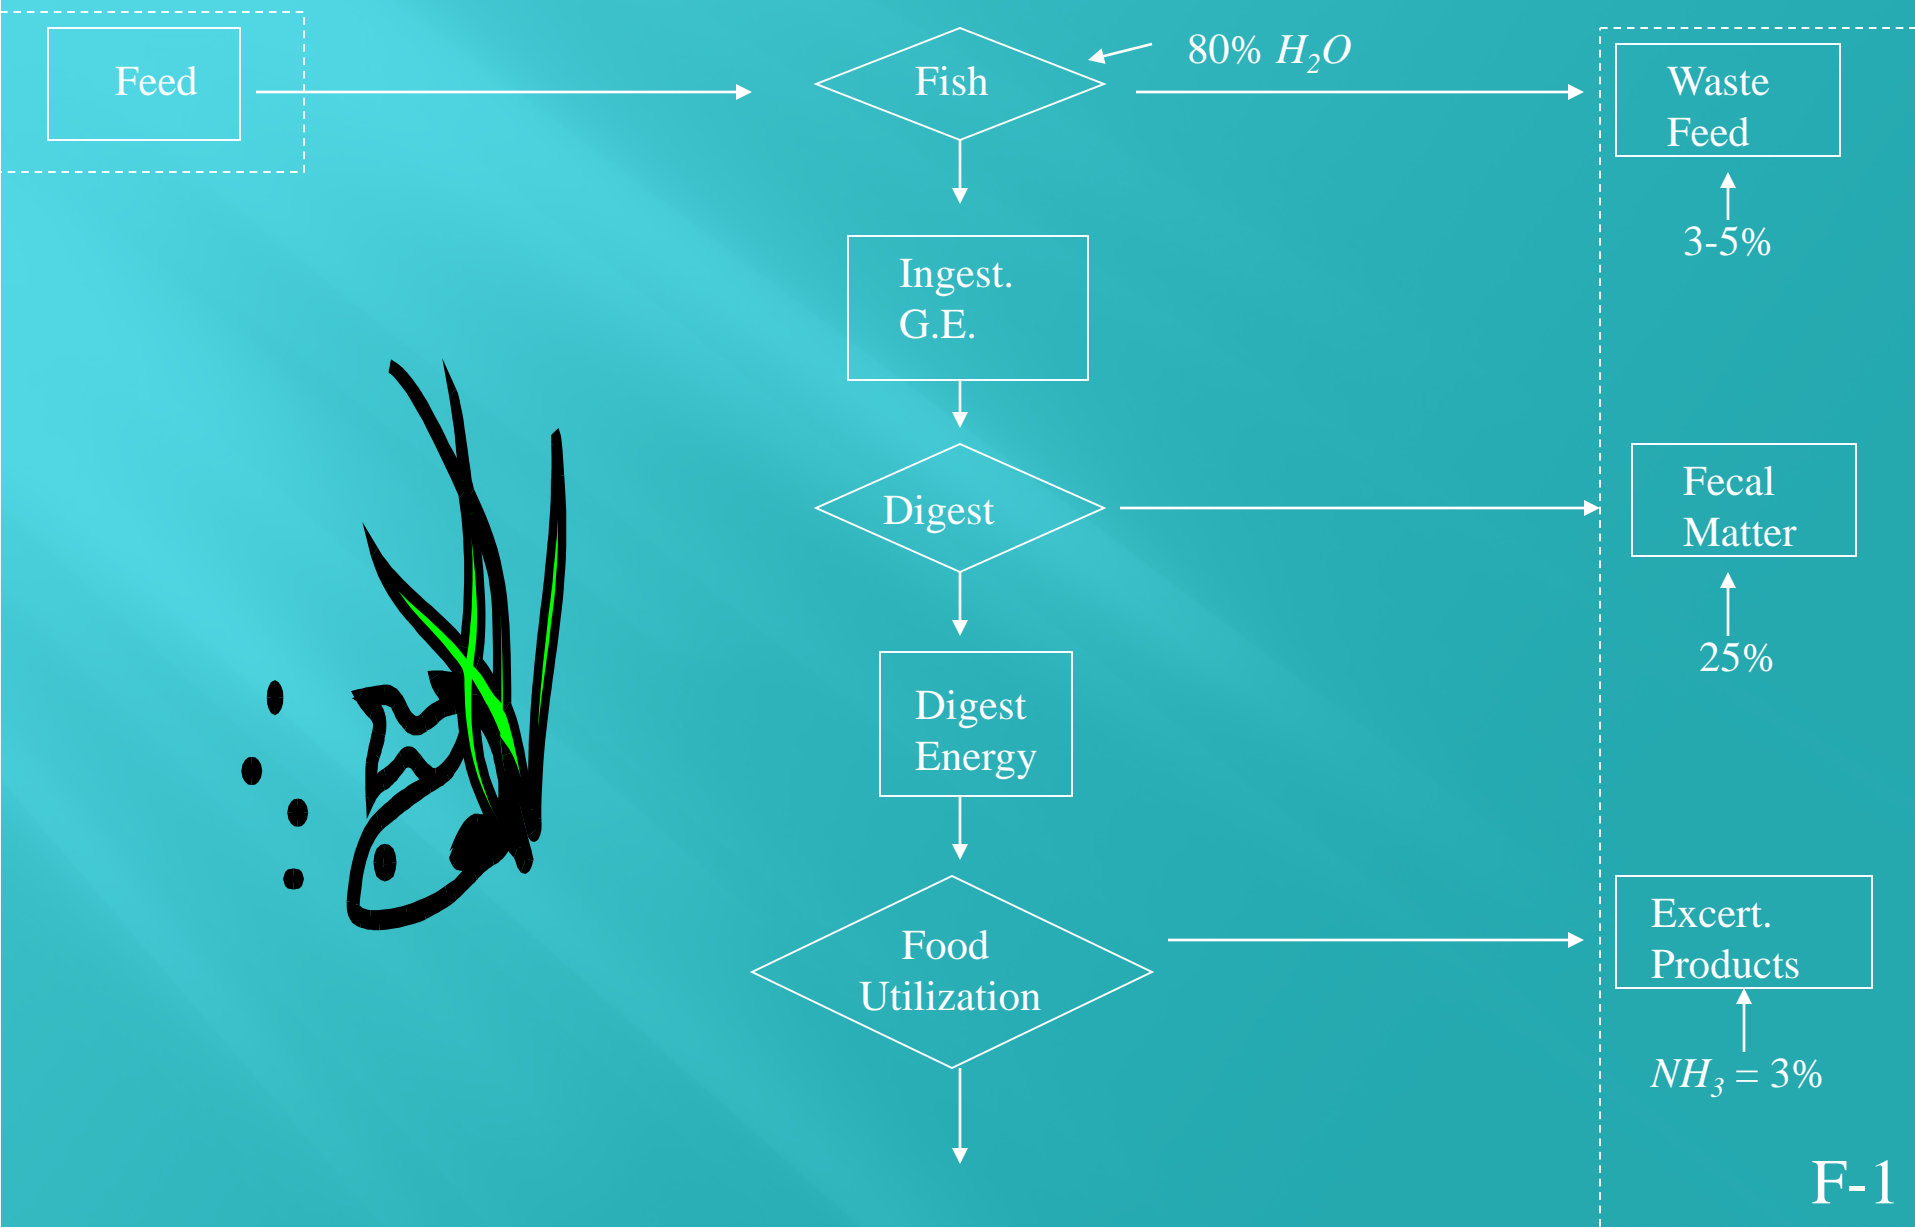 Feed
Fish
80% H₂O
Waste
Feed
3-5%
Ingest.
G.E.
Digest
Fecal
Matter
25%
Digest
Energy
Food
Utilization
Excert.
Products
NH₃ = 3%
F-1